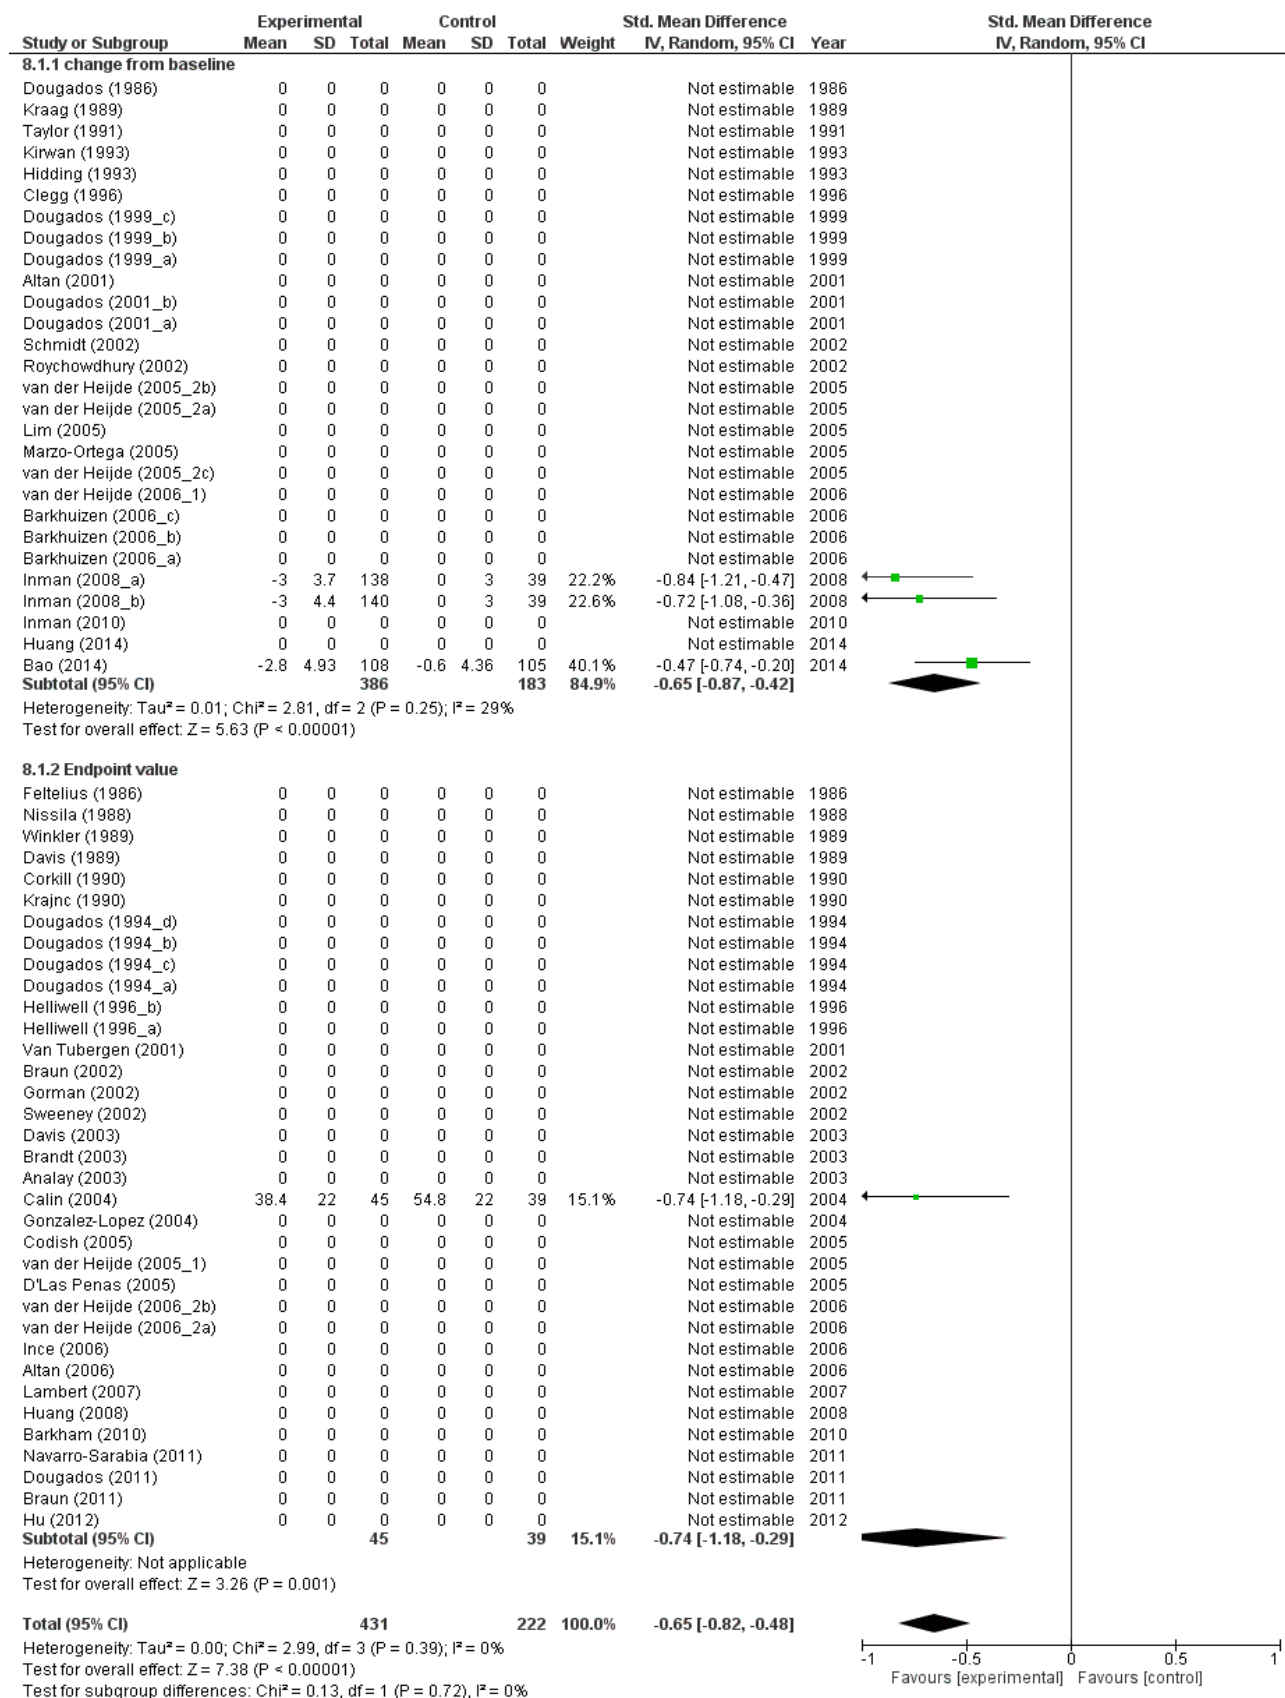 Experimental Control Std. Mean Difference Std. Mean Difference
Study or Subgroup Mean SD Total Mean SD Total Weight IV, Random, 95% CI Year IV, Random, 95% CI
8.1.1 change from baseline
Dougados (1986) 0 0 0 0 0 0 Not estimable 1986
Kraag (1989) 0 0 0 0 0 0 Not estimable 1989
Taylor (1991) 0 0 0 0 0 0 Not estimable 1991
Kirwan (1993) 0 0 0 0 0 0 Not estimable 1993
Hidding (1993) 0 0 0 0 0 0 Not estimable 1993
Clegg (1996) 0 0 0 0 0 0 Not estimable 1996
Dougados (1999_c) 0 0 0 0 0 0 Not estimable 1999
Dougados (1999_b) 0 0 0 0 0 0 Not estimable 1999
Dougados (1999_a) 0 0 0 0 0 0 Not estimable 1999
Altan (2001) 0 0 0 0 0 0 Not estimable 2001
Dougados (2001_b) 0 0 0 0 0 0 Not estimable 2001
Dougados (2001_a) 0 0 0 0 0 0 Not estimable 2001
Schmidt (2002) 0 0 0 0 0 0 Not estimable 2002
Roychowdhury (2002) 0 0 0 0 0 0 Not estimable 2002
van der Heijde (2005_2b) 0 0 0 0 0 0 Not estimable 2005
van der Heijde (2005_2a) 0 0 0 0 0 0 Not estimable 2005
Lim (2005) 0 0 0 0 0 0 Not estimable 2005
Marzo-Ortega (2005) 0 0 0 0 0 0 Not estimable 2005
van der Heijde (2005_2c) 0 0 0 0 0 0 Not estimable 2005
van der Heijde (2006_1) 0 0 0 0 0 0 Not estimable 2006
Barkhuizen (2006_c) 0 0 0 0 0 0 Not estimable 2006
Barkhuizen (2006_b) 0 0 0 0 0 0 Not estimable 2006
Barkhuizen (2006_a) 0 0 0 0 0 0 Not estimable 2006
Inman (2008_a) -3 3.7 138 0 3 39 22.2% -0.84 [-1.21, -0.47] 2008
Inman (2008_b) -3 4.4 140 0 3 39 22.6% -0.72 [-1.08, -0.36] 2008
Inman (2010) 0 0 0 0 0 0 Not estimable 2010
Huang (2014) 0 0 0 0 0 0 Not estimable 2014
Bao (2014) -2.8 4.93 108 -0.6 4.36 105 40.1% -0.47 [-0.74, -0.20] 2014
Subtotal (95% CI) 386 183 84.9% -0.65 [-0.87, -0.42]
Heterogeneity: Tau² = 0.01; Chi² = 2.81, df = 2 (P = 0.25); I² = 29%
Test for overall effect: Z = 5.63 (P < 0.00001)
8.1.2 Endpoint value
Feltelius (1986) 0 0 0 0 0 0 Not estimable 1986
Nissila (1988) 0 0 0 0 0 0 Not estimable 1988
Winkler (1989) 0 0 0 0 0 0 Not estimable 1989
Davis (1989) 0 0 0 0 0 0 Not estimable 1989
Corkill (1990) 0 0 0 0 0 0 Not estimable 1990
Krajnc (1990) 0 0 0 0 0 0 Not estimable 1990
Dougados (1994_d) 0 0 0 0 0 0 Not estimable 1994
Dougados (1994_b) 0 0 0 0 0 0 Not estimable 1994
Dougados (1994_c) 0 0 0 0 0 0 Not estimable 1994
Dougados (1994_a) 0 0 0 0 0 0 Not estimable 1994
Helliwell (1996_b) 0 0 0 0 0 0 Not estimable 1996
Helliwell (1996_a) 0 0 0 0 0 0 Not estimable 1996
Van Tubergen (2001) 0 0 0 0 0 0 Not estimable 2001
Braun (2002) 0 0 0 0 0 0 Not estimable 2002
Gorman (2002) 0 0 0 0 0 0 Not estimable 2002
Sweeney (2002) 0 0 0 0 0 0 Not estimable 2002
Davis (2003) 0 0 0 0 0 0 Not estimable 2003
Brandt (2003) 0 0 0 0 0 0 Not estimable 2003
Analay (2003) 0 0 0 0 0 0 Not estimable 2003
Calin (2004) 38.4 22 45 54.8 22 39 15.1% -0.74 [-1.18, -0.29] 2004
Gonzalez-Lopez (2004) 0 0 0 0 0 0 Not estimable 2004
Codish (2005) 0 0 0 0 0 0 Not estimable 2005
van der Heijde (2005_1) 0 0 0 0 0 0 Not estimable 2005
D'Las Penas (2005) 0 0 0 0 0 0 Not estimable 2005
van der Heijde (2006_2b) 0 0 0 0 0 0 Not estimable 2006
van der Heijde (2006_2a) 0 0 0 0 0 0 Not estimable 2006
Ince (2006) 0 0 0 0 0 0 Not estimable 2006
Altan (2006) 0 0 0 0 0 0 Not estimable 2006
Lambert (2007) 0 0 0 0 0 0 Not estimable 2007
Huang (2008) 0 0 0 0 0 0 Not estimable 2008
Barkham (2010) 0 0 0 0 0 0 Not estimable 2010
Navarro-Sarabia (2011) 0 0 0 0 0 0 Not estimable 2011
Dougados (2011) 0 0 0 0 0 0 Not estimable 2011
Braun (2011) 0 0 0 0 0 0 Not estimable 2011
Hu (2012) 0 0 0 0 0 0 Not estimable 2012
Subtotal (95% CI) 45 39 15.1% -0.74 [-1.18, -0.29]
Heterogeneity: Not applicable
Test for overall effect: Z = 3.26 (P = 0.001)
Total (95% CI) 431 222 100.0% -0.65 [-0.82, -0.48]
Heterogeneity: Tau² = 0.00; Chi² = 2.99, df = 3 (P = 0.39); I² = 0%
Test for overall effect: Z = 7.38 (P < 0.00001)
Test for subgroup differences: Chi² = 0.13, df = 1 (P = 0.72), I² = 0%
-1 -0.5 0 0.5 1
Favours [experimental] Favours [control]